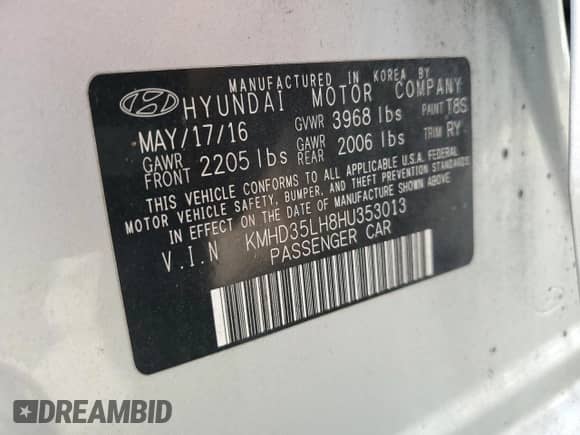 MANUFACTURED IN KOREA BY
HYUNDAI MOTOR COMPANY
MAY/17/16 GVWR 3968 lbs PAINT T8S
GAWR FRONT 2205 lbs GAWR REAR 2006 lbs TRIM RY
THIS VEHICLE CONFORMS TO ALL APPLICABLE U.S.A. FEDERAL
MOTOR VEHICLE SAFETY, BUMPER, AND THEFT PREVENTION STANDARDS
IN EFFECT ON THE DATE OF MANUFACTURE SHOWN ABOVE.
V.I.N KMHD35LH8HU353013
PASSENGER CAR
DREAMBID